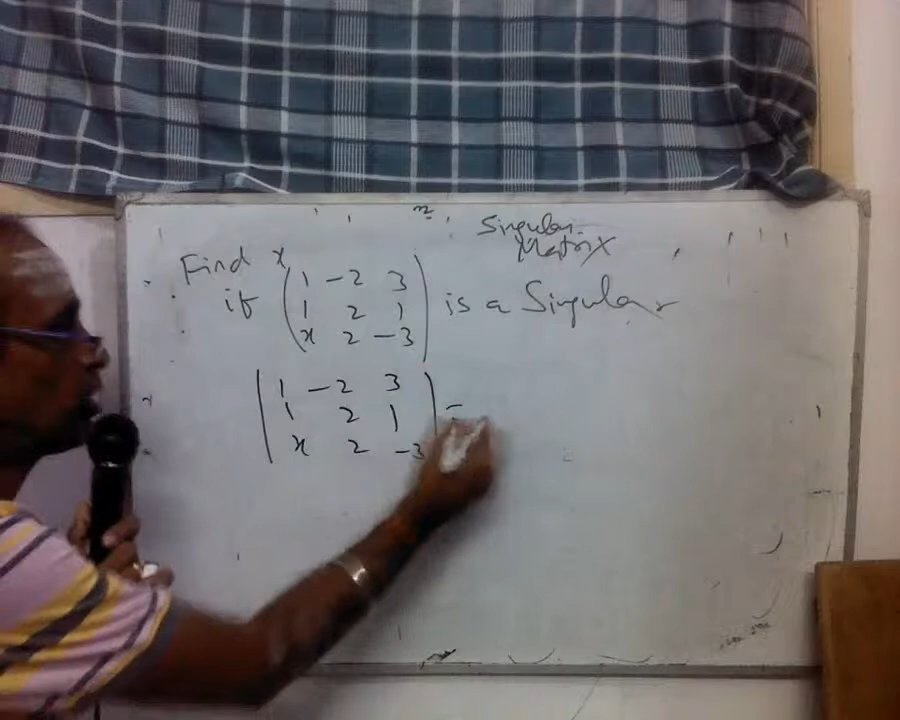 Singular
Matrix
Find x
if (1 -2 3
1 2 1
x 2 -3) is a Singular
|1 -2 3
1 2 1
x 2 -3| =